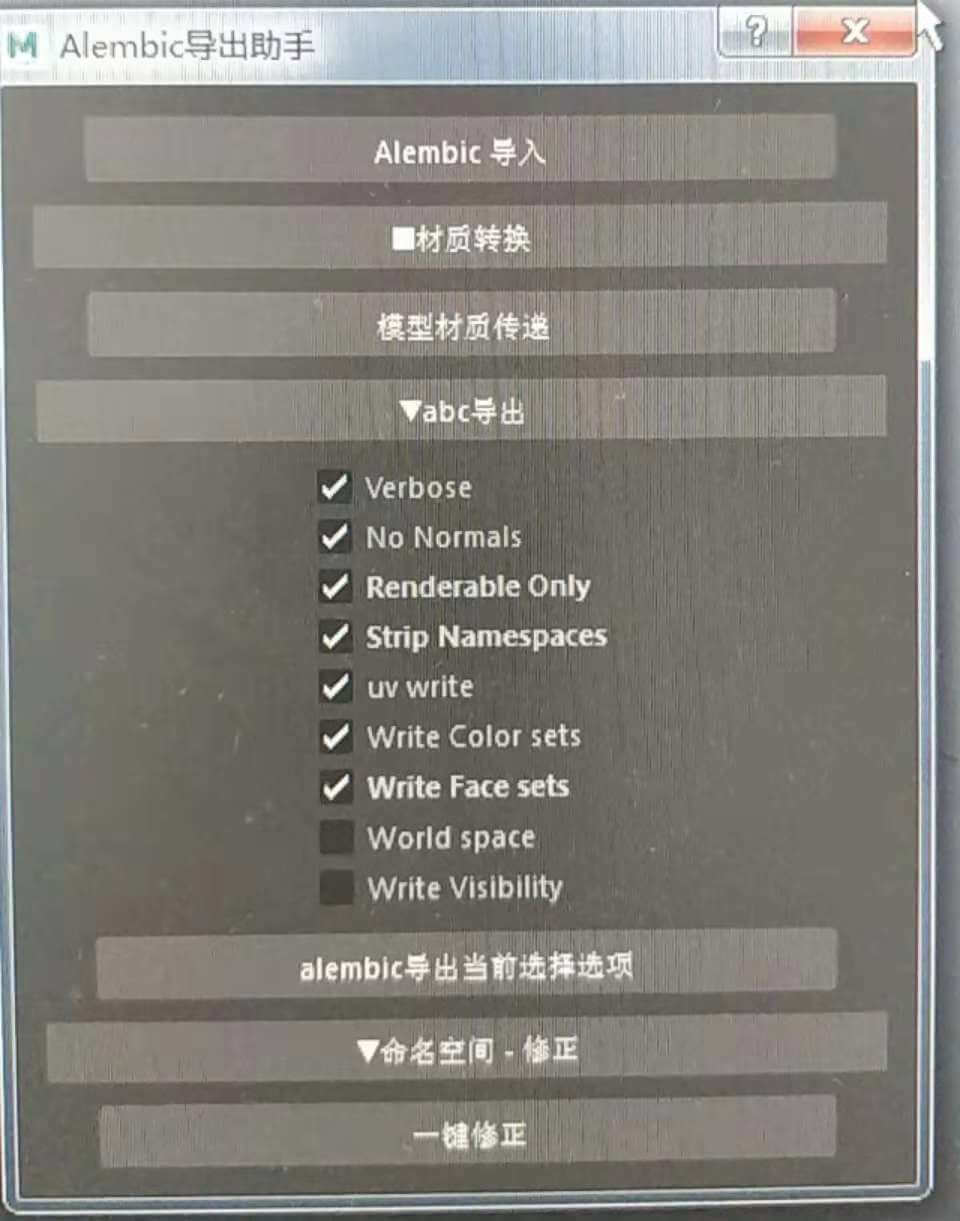 M Alembic导出助手
Alembic 导入
■材质转换
模型材质传递
▼abc导出
Verbose
No Normals
Renderable Only
Strip Namespaces
uv write
Write Color sets
Write Face sets
World space
Write Visibility
alembic导出当前选择选项
▼命名空间 - 修正
一键修正